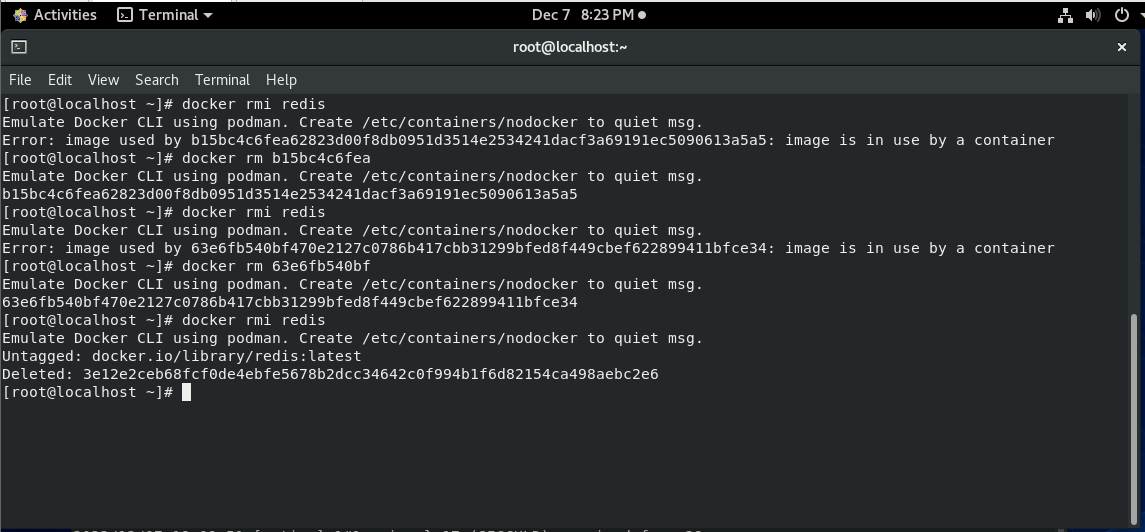 Activities Terminal Dec 7 8:23 PM
root@localhost:~
File Edit View Search Terminal Help
[root@localhost ~]# docker rmi redis
Emulate Docker CLI using podman. Create /etc/containers/nodocker to quiet msg.
Error: image used by b15bc4c6fea62823d00f8db0951d3514e2534241dacf3a69191ec5090613a5a5: image is in use by a container
[root@localhost ~]# docker rm b15bc4c6fea
Emulate Docker CLI using podman. Create /etc/containers/nodocker to quiet msg.
b15bc4c6fea62823d00f8db0951d3514e2534241dacf3a69191ec5090613a5a5
[root@localhost ~]# docker rmi redis
Emulate Docker CLI using podman. Create /etc/containers/nodocker to quiet msg.
Error: image used by 63e6fb540bf470e2127c0786b417cbb31299bfed8f449cbef622899411bfce34: image is in use by a container
[root@localhost ~]# docker rm 63e6fb540bf
Emulate Docker CLI using podman. Create /etc/containers/nodocker to quiet msg.
63e6fb540bf470e2127c0786b417cbb31299bfed8f449cbef622899411bfce34
[root@localhost ~]# docker rmi redis
Emulate Docker CLI using podman. Create /etc/containers/nodocker to quiet msg.
Untagged: docker.io/library/redis:latest
Deleted: 3e12e2ceb68fcf0de4ebfe5678b2dcc34642c0f994b1f6d82154ca498aebc2e6
[root@localhost ~]#